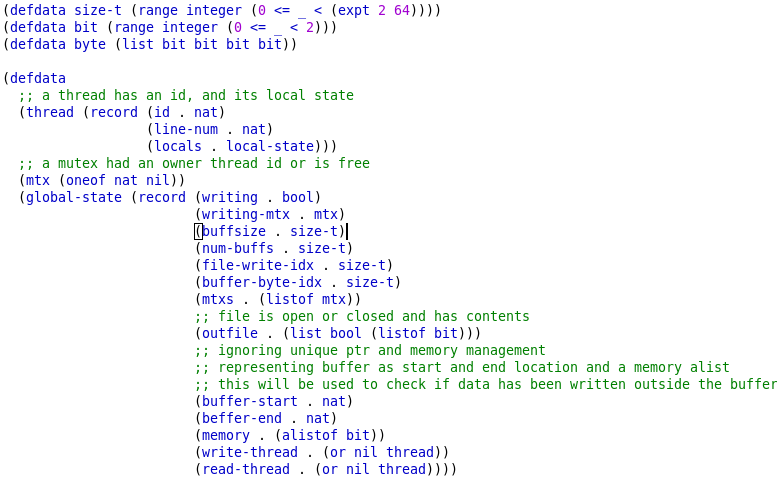 (defdata size-t (range integer (0 <= _ < (expt 2 64))))
(defdata bit (range integer (0 <= _ < 2)))
(defdata byte (list bit bit bit bit))

(defdata
  ;; a thread has an id, and its local state
  (thread (record (id . nat)
                  (line-num . nat)
                  (locals . local-state)))
  ;; a mutex had an owner thread id or is free
  (mtx (oneof nat nil))
  (global-state (record (writing . bool)
                        (writing-mtx . mtx)
                        (buffsize . size-t)
                        (num-buffs . size-t)
                        (file-write-idx . size-t)
                        (buffer-byte-idx . size-t)
                        (mtxs . (listof mtx))
                        ;; file is open or closed and has contents
                        (outfile . (list bool (listof bit)))
                        ;; ignoring unique ptr and memory management
                        ;; representing buffer as start and end location and a memory alist
                        ;; this will be used to check if data has been written outside the buffer
                        (buffer-start . nat)
                        (beffer-end . nat)
                        (memory . (alistof bit))
                        (write-thread . (or nil thread))
                        (read-thread . (or nil thread))))